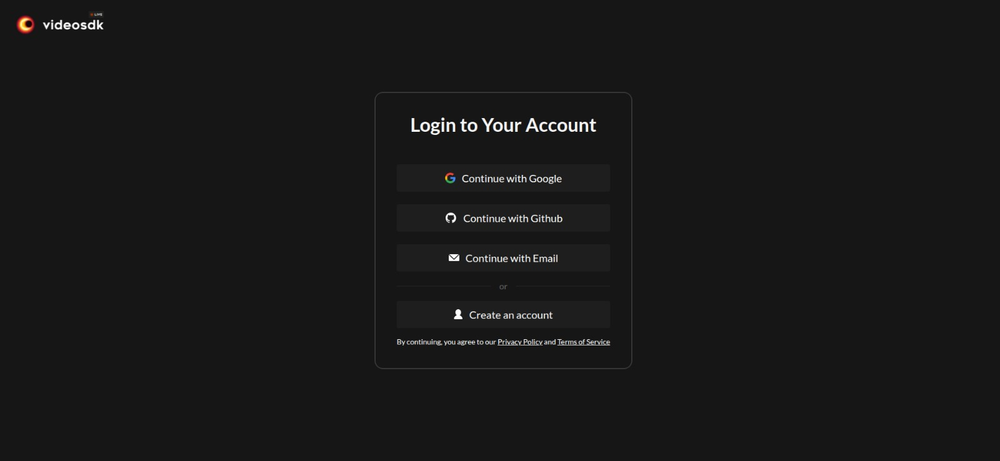 LIVE
videosdk
Login to Your Account
Continue with Google
Continue with Github
Continue with Email
or
Create an account
By continuing, you agree to our Privacy Policy and Terms of Service